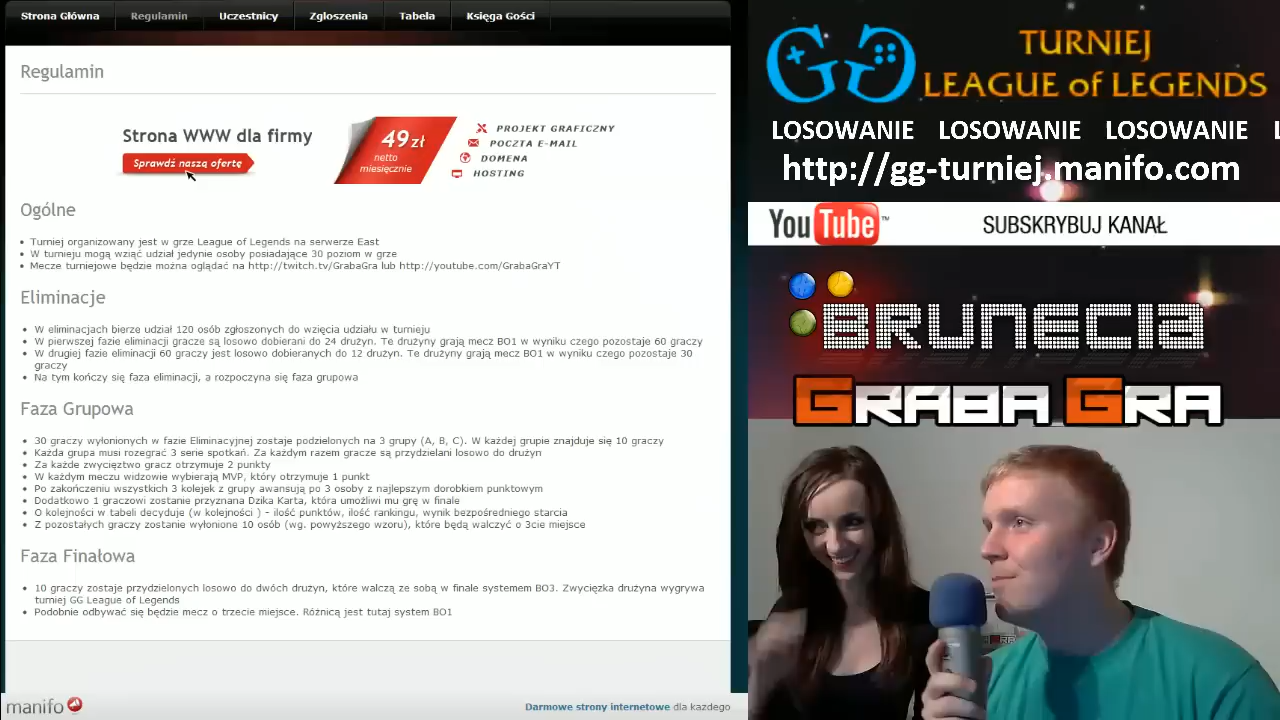 Strona Główna Regulamin Uczestnicy Zgłoszenia Tabela Księga Gości
Regulamin
Strona WWW dla firmy
Sprawdź naszą ofertę
49 zł
netto
miesięcznie
PROJEKT GRAFICZNY
POCZTA E-MAIL
DOMENA
HOSTING
Ogólne
Turniej organizowany jest w grze League of Legends na serwerze East
W turnieju mogą wziąć udział jedynie osoby posiadające 30 poziom w grze
Mecze turniejowe będzie można oglądać na http://twitch.tv/GrabaGra lub http://youtube.com/GrabaGraYT
Eliminacje
W eliminacjach bierze udział 120 osób zgłoszonych do wzięcia udziału w turnieju
W pierwszej fazie eliminacji gracze są losowo dobierani do 24 drużyn. Te drużyny grają mecz BO1 w wyniku czego pozostaje 60 graczy
W drugiej fazie eliminacji 60 graczy jest losowo dobieranych do 12 drużyn. Te drużyny grają mecz BO1 w wyniku czego pozostaje 30
graczy
Na tym kończy się faza eliminacji, a rozpoczyna się faza grupowa
Faza Grupowa
30 graczy wyłonionych w fazie Eliminacyjnej zostaje podzielonych na 3 grupy (A, B, C). W każdej grupie znajduje się 10 graczy
Każda grupa musi rozegrać 3 serie spotkań. Za każdym razem gracze są przydzielani losowo do drużyn
Za każde zwycięztwo gracz otrzymuje 2 punkty
W każdym meczu widzowie wybierają MVP, który otrzymuje 1 punkt
Po zakończeniu wszystkich 3 kolejek z grupy awansują po 3 osoby z najlepszym dorobkiem punktowym
Dodatkowo 1 graczowi zostanie przyznana Dzika Karta, która umożliwi mu grę w finale
O kolejności w tabeli decyduje (w kolejności ) - ilość punktów, ilość rankingu, wynik bezpośredniego starcia
Z pozostałych graczy zostanie wyłonione 10 osób (wg. powyższego wzoru), które będą walczyć o 3cie miejsce
Faza Finałowa
10 graczy zostaje przydzielonych losowo do dwóch drużyn, które walczą ze sobą w finale systemem BO3. Zwycięzka drużyna wygrywa
turniej GG League of Legends
Podobnie odbywać się będzie mecz o trzecie miejsce. Różnicą jest tutaj system BO1
manifo
Darmowe strony internetowe dla każdego
GG
TURNIEJ
LEAGUE of LEGENDS
LOSOWANIE LOSOWANIE LOSOWANIE
http://gg-turniej.manifo.com
YouTube™
SUBSKRYBUJ KANAŁ
BRUNECIA
GRABA GRA